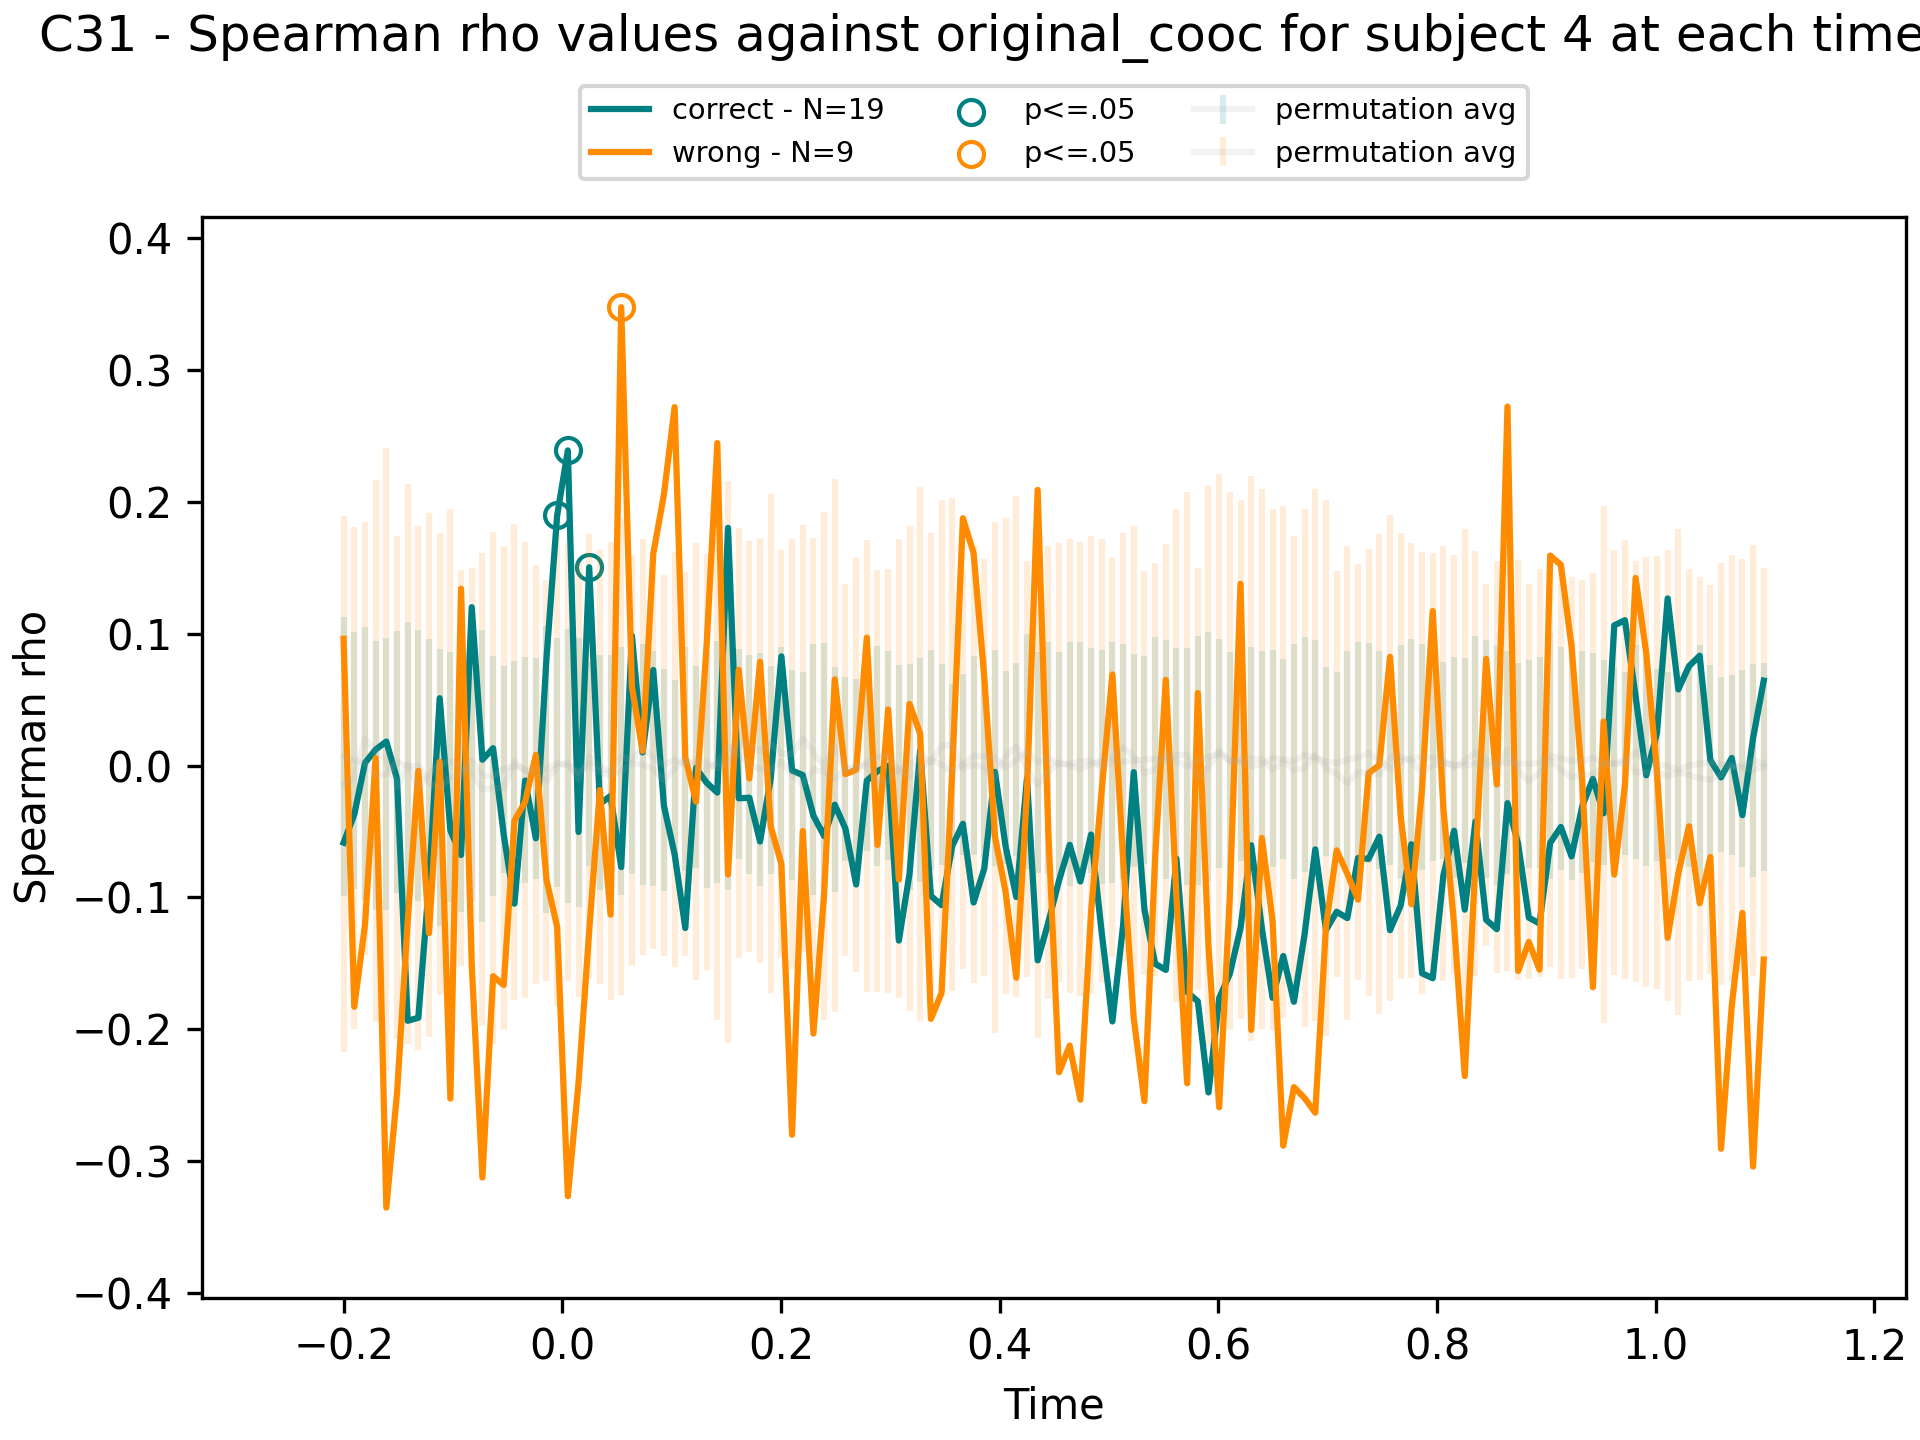 C31 - Spearman rho values against original_cooc for subject 4 at each time
correct - N=19
wrong - N=9
p<=.05
p<=.05
permutation avg
permutation avg
Spearman rho
0.4
0.3
0.2
0.1
0.0
−0.1
−0.2
−0.3
−0.4
−0.2
0.0
0.2
0.4
0.6
0.8
1.0
1.2
Time